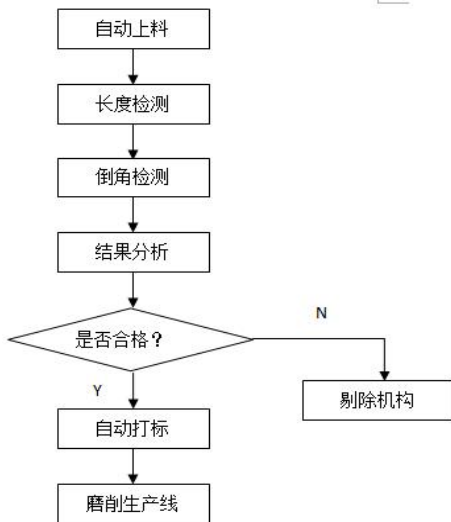 自动上料
长度检测
倒角检测
结果分析
是否合格？
N
剔除机构
Y
自动打标
磨削生产线